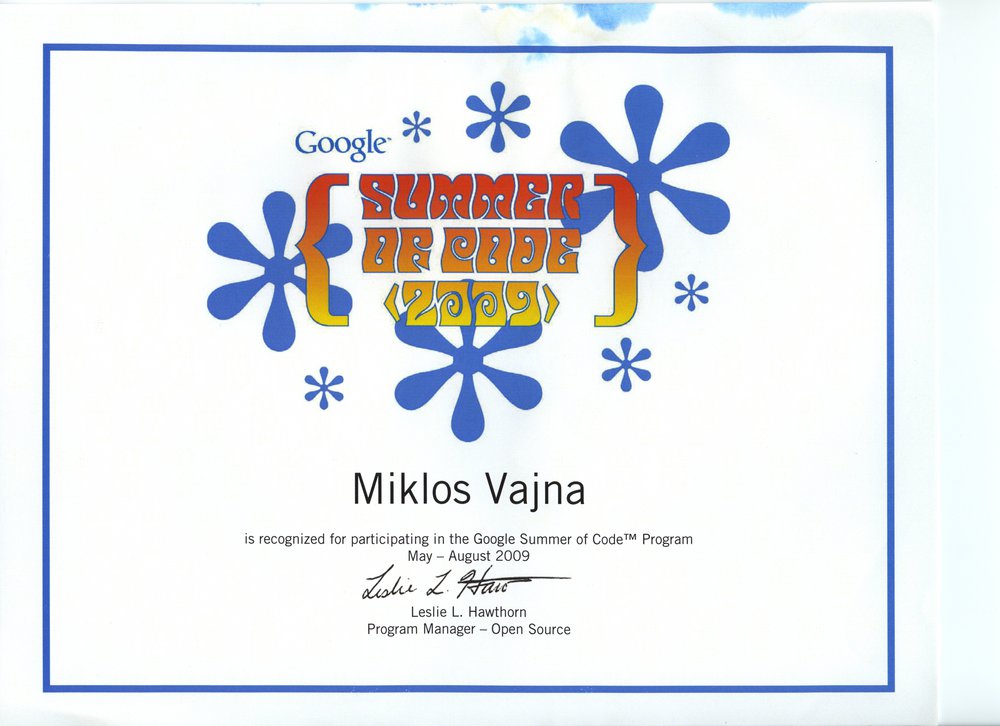 Google™
{ SUMMER
OF CODE
<2009> }
Miklos Vajna
is recognized for participating in the Google Summer of Code™ Program
May – August 2009
Leslie L. Haw
Leslie L. Hawthorn
Program Manager – Open Source